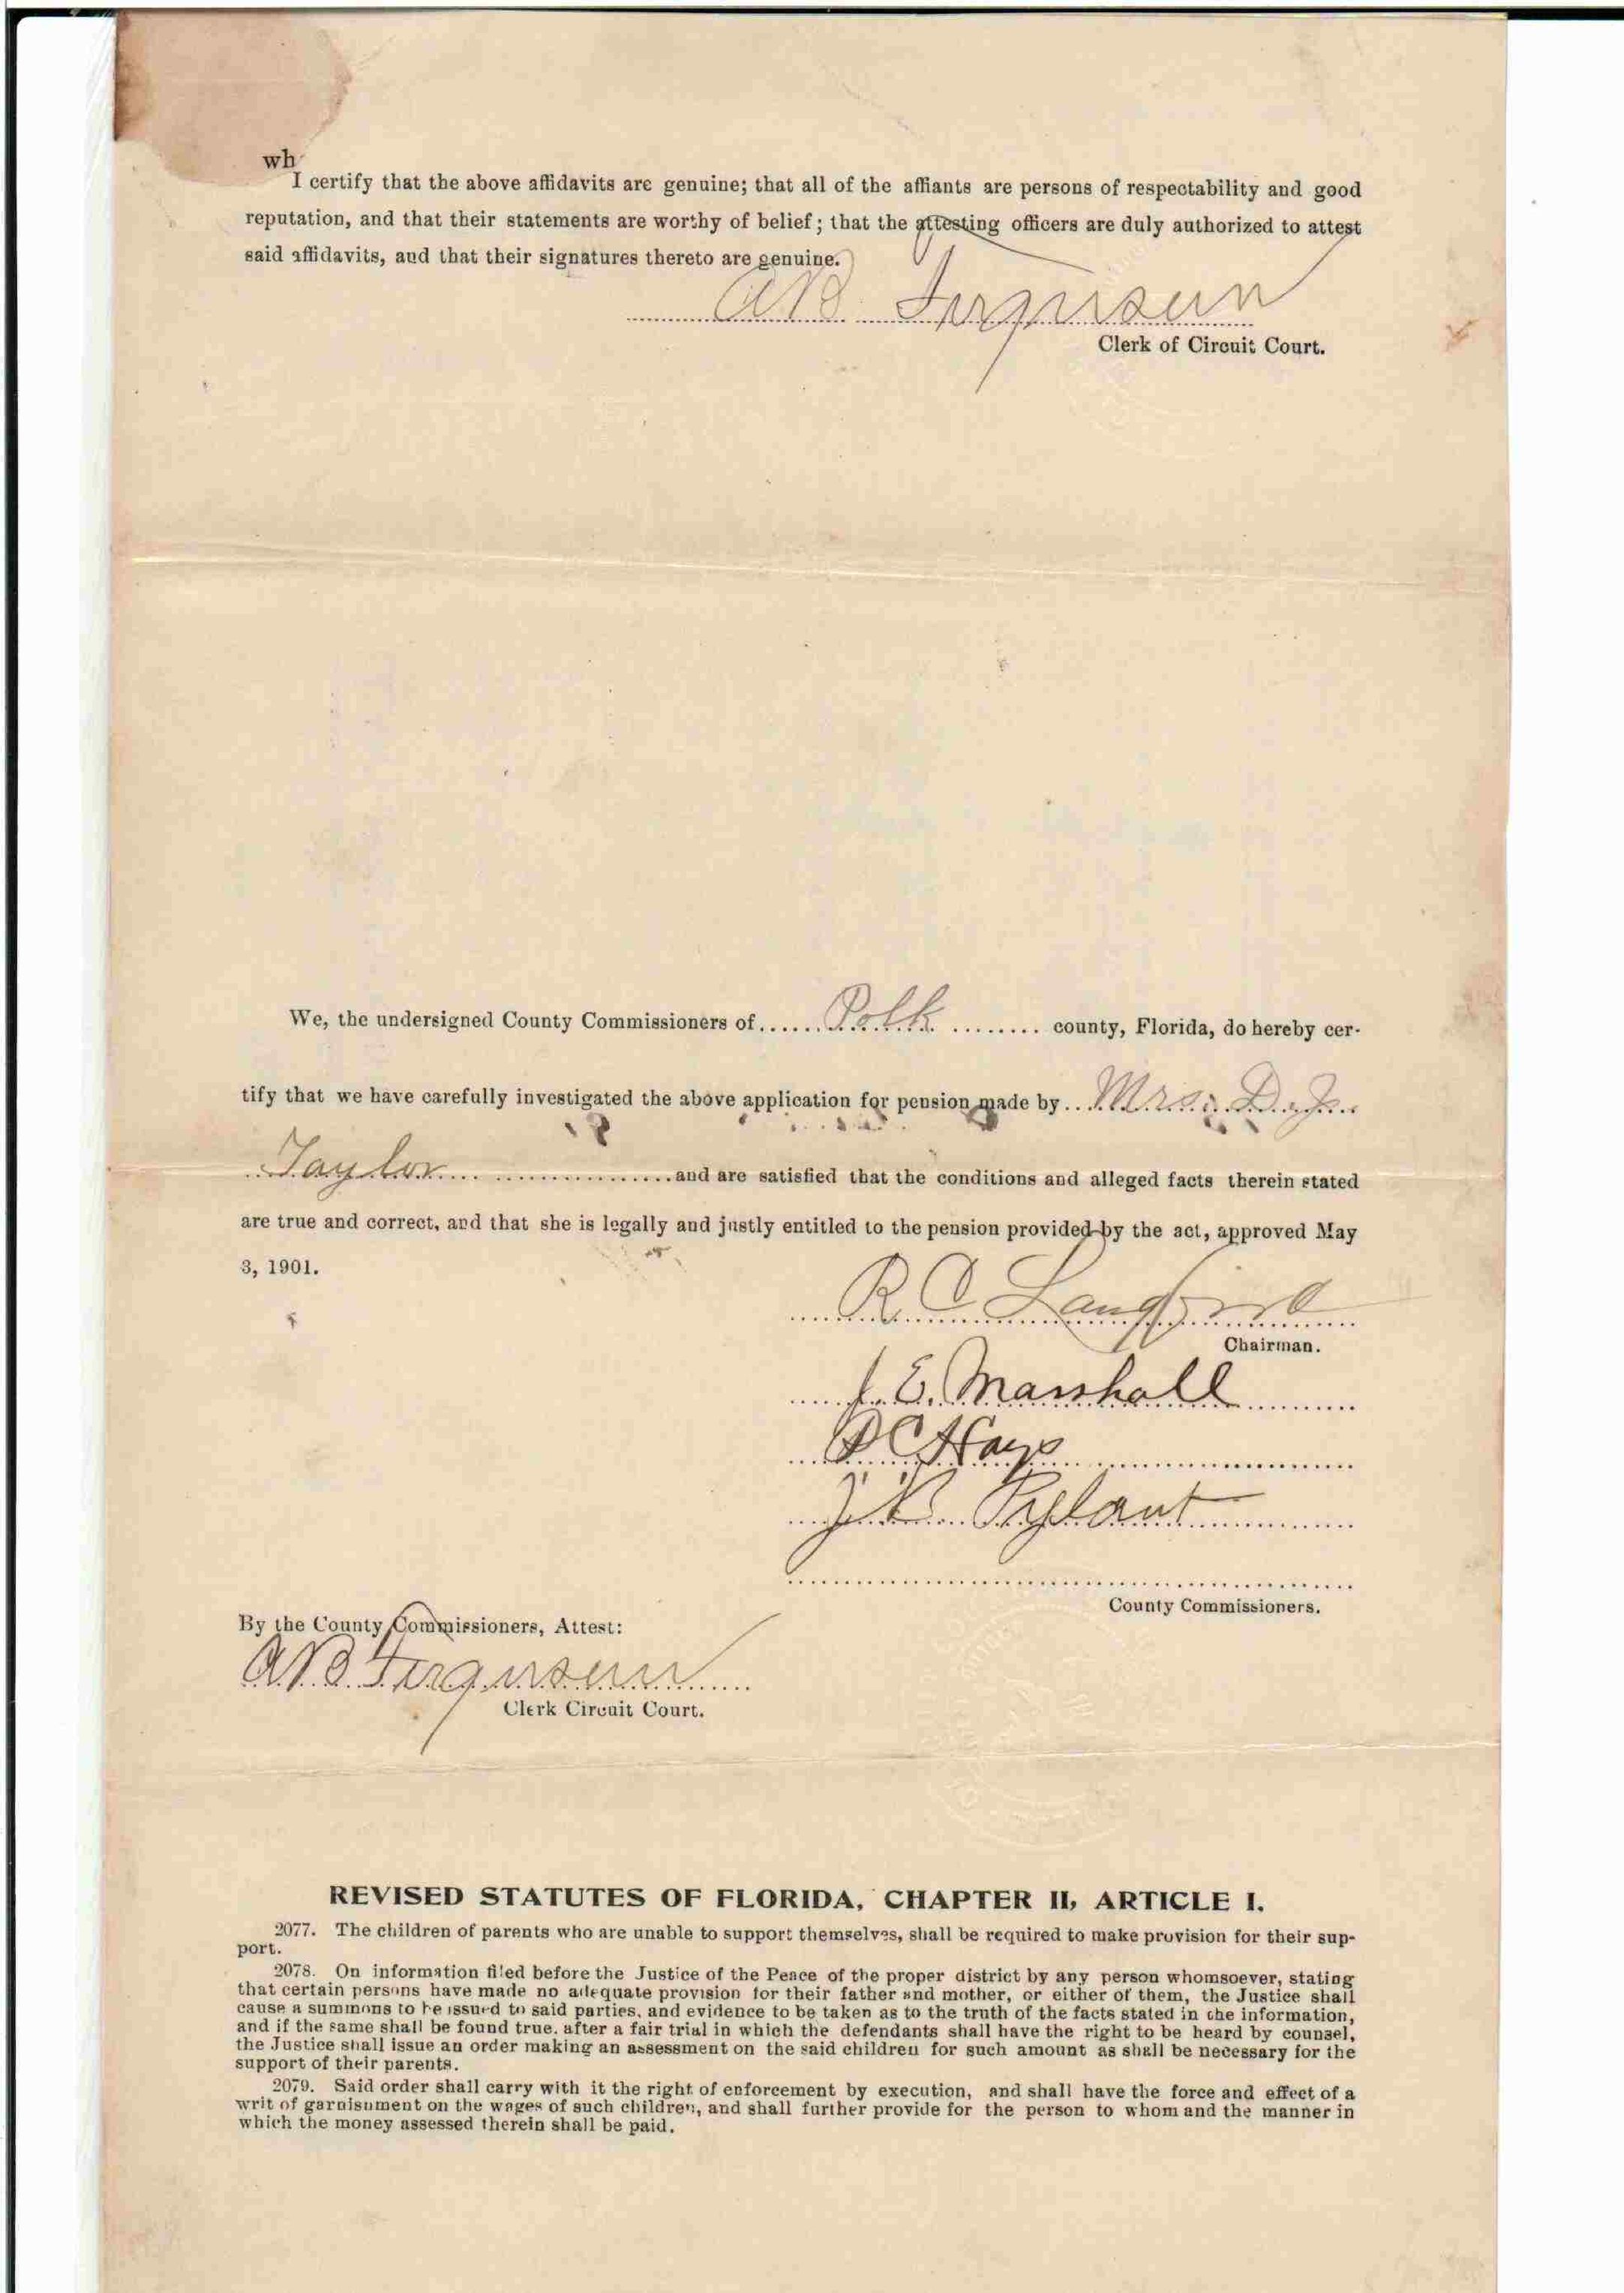 wh
I certify that the above affidavits are genuine; that all of the affiants are persons of respectability and good
reputation, and that their statements are worthy of belief; that the attesting officers are duly authorized to attest
said affidavits, and that their signatures thereto are genuine.
A B Ferguson
Clerk of Circuit Court.
We, the undersigned County Commissioners of Polk county, Florida, do hereby cer-
tify that we have carefully investigated the above application for pension made by Mrs. D. J.
Taylor and are satisfied that the conditions and alleged facts therein stated
are true and correct, and that she is legally and justly entitled to the pension provided by the act, approved May
3, 1901.
R. C Langford
Chairman.
J. E. Marshall
Hays
J B Pylant
County Commissioners.
By the County Commissioners, Attest:
A B Ferguson
Clerk Circuit Court.
REVISED STATUTES OF FLORIDA, CHAPTER II, ARTICLE I.
2077. The children of parents who are unable to support themselves, shall be required to make provision for their sup-
port.
2078. On information filed before the Justice of the Peace of the proper district by any person whomsoever, stating
that certain persons have made no adequate provision for their father and mother, or either of them, the Justice shall
cause a summons to be issued to said parties, and evidence to be taken as to the truth of the facts stated in the information,
and if the same shall be found true, after a fair trial in which the defendants shall have the right to be heard by counsel,
the Justice shall issue an order making an assessment on the said children for such amount as shall be necessary for the
support of their parents.
2079. Said order shall carry with it the right of enforcement by execution, and shall have the force and effect of a
writ of garnishment on the wages of such children, and shall further provide for the person to whom and the manner in
which the money assessed therein shall be paid.